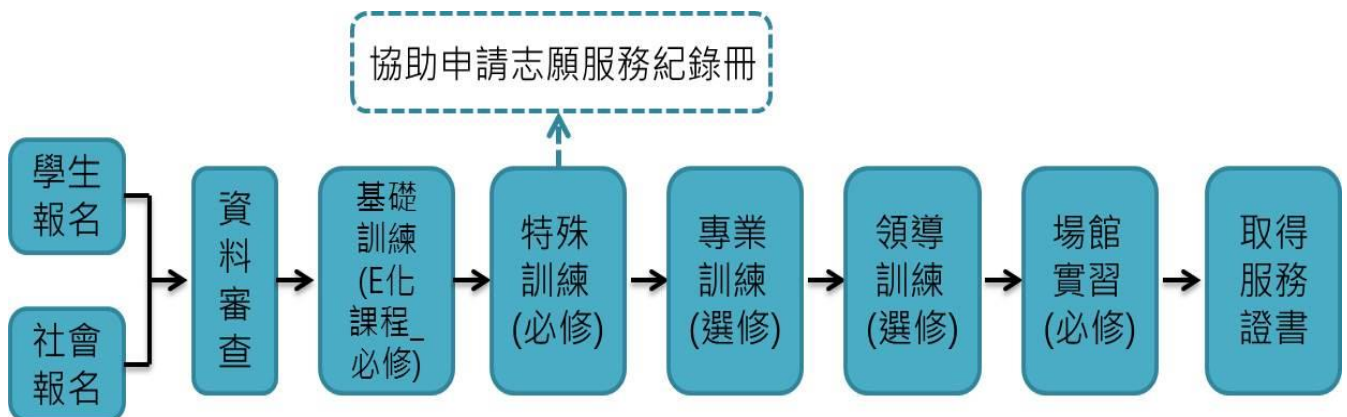 協助申請志願服務紀錄冊
學生
報名
社會
報名
資
料
審
查
基礎
訓練
(E化
課程_
必修)
特殊
訓練
(必修)
專業
訓練
(選修)
領導
訓練
(選修)
場館
實習
(必修)
取得
服務
證書